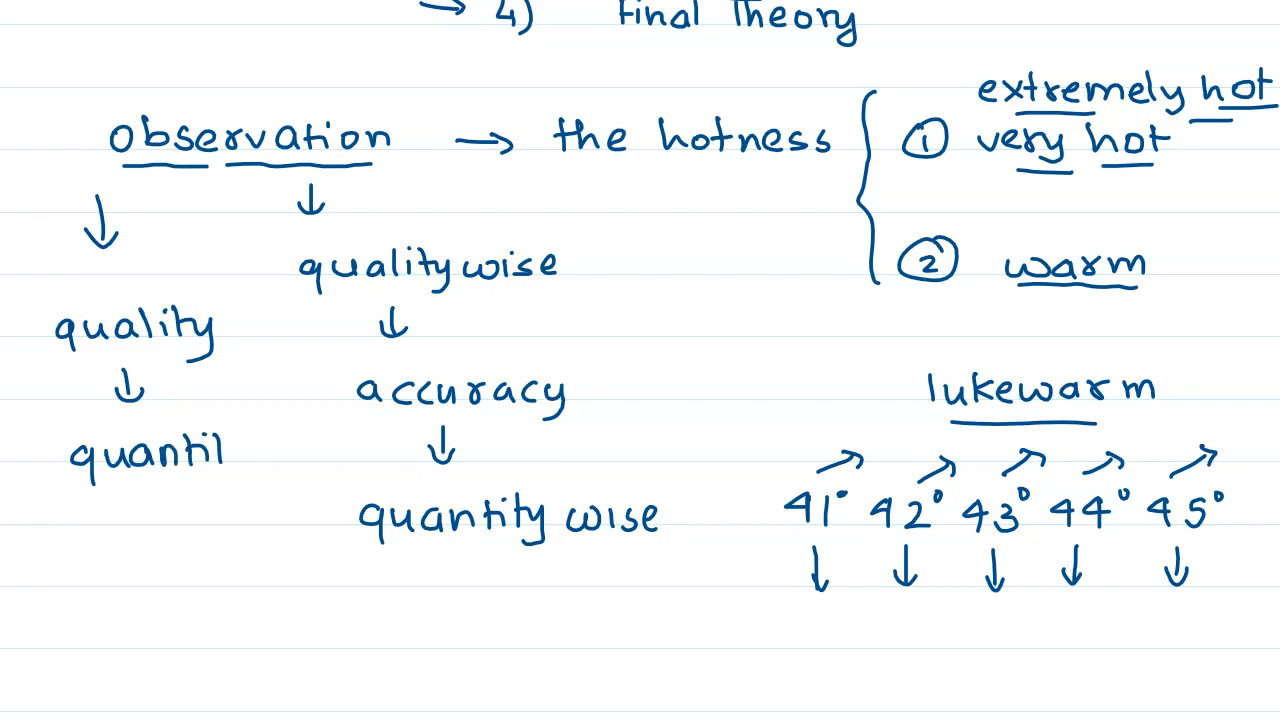 → 4) Final Theory
extremely hot
observation → the hotness { ① very hot
↓ ↓
qualitywise ② warm
quality ↓
↓ accuracy lukewarm
quantil ↓
quantity wise 41° 42° 43° 44° 45°